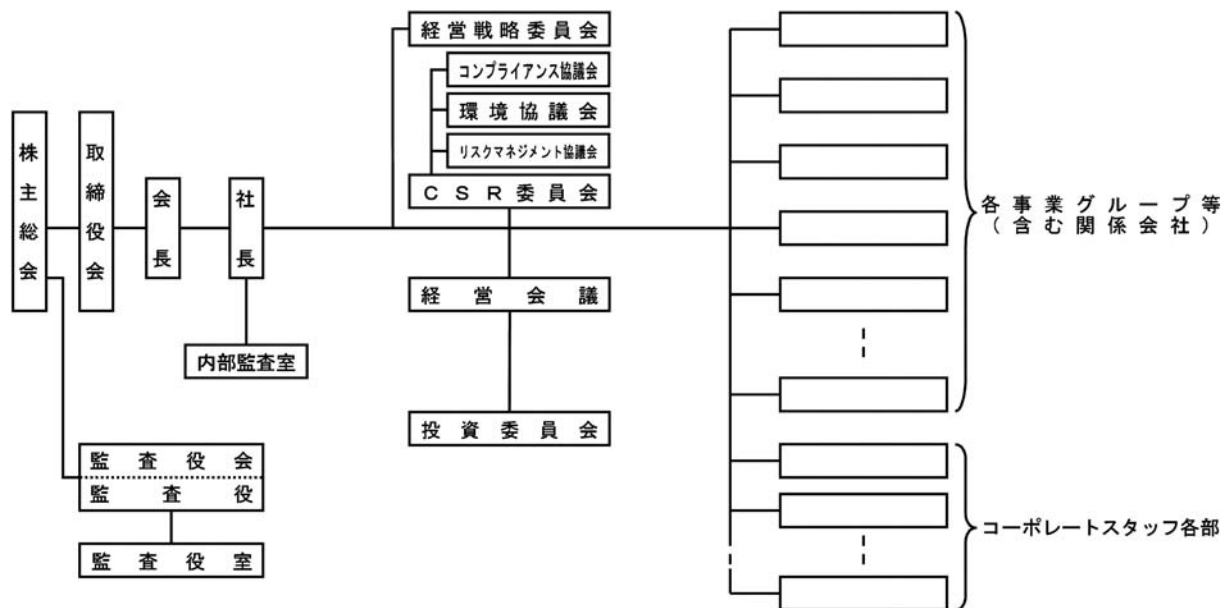 株主総会
取締役会
会長
社長
内部監査室
監査役会
監査役
監査役室
経営戦略委員会
コンプライアンス協議会
環境協議会
リスクマネジメント協議会
CSR委員会
経営会議
投資委員会
各事業グループ等
(含む関係会社)
コーポレートスタッフ各部